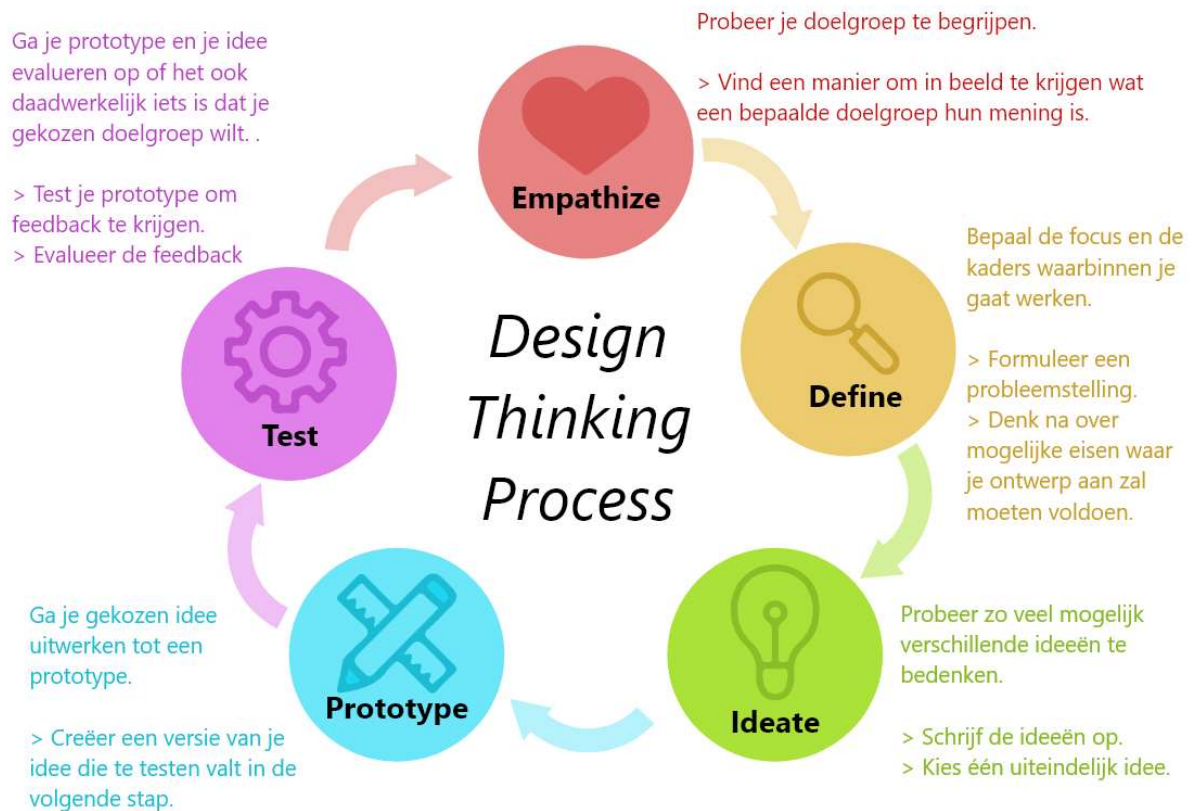 Design
Thinking
Process
Empathize
Probeer je doelgroep te begrijpen.
> Vind een manier om in beeld te krijgen wat
een bepaalde doelgroep hun mening is.
Define
Bepaal de focus en de
kaders waarbinnen je
gaat werken.
> Formuleer een
probleemstelling.
> Denk na over
mogelijke eisen waar
je ontwerp aan zal
moeten voldoen.
Ideate
Probeer zo veel mogelijk
verschillende ideeën te
bedenken.
> Schrijf de ideeën op.
> Kies één uiteindelijk idee.
Prototype
Ga je gekozen idee
uitwerken tot een
prototype.
> Creëer een versie van je
idee die te testen valt in de
volgende stap.
Test
Ga je prototype en je idee
evalueren op of het ook
daadwerkelijk iets is dat je
gekozen doelgroep wilt. .
> Test je prototype om
feedback te krijgen.
> Evalueer de feedback